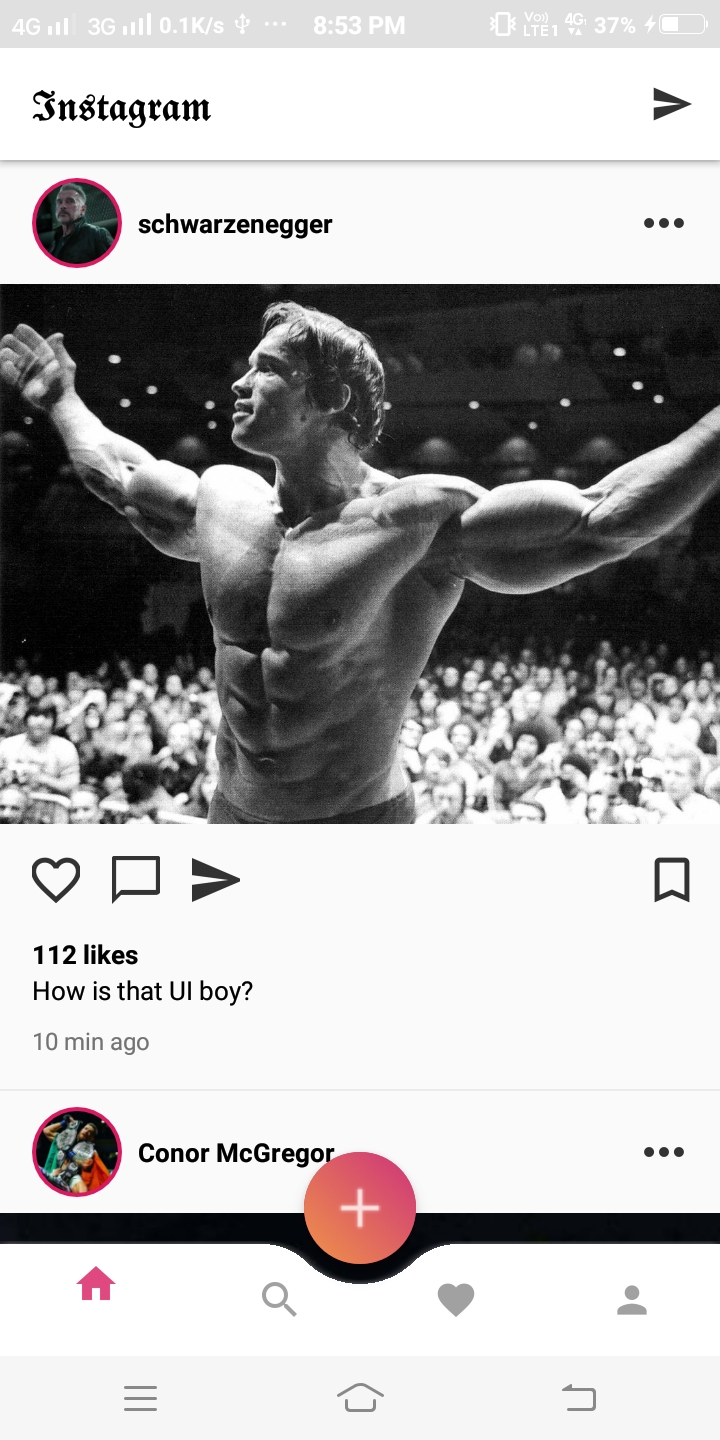 4G 3G 0.1K/s ... 8:53 PM Vo)) LTE1 4G 37%
Instagram
schwarzenegger
112 likes
How is that UI boy?
10 min ago
Conor McGregor